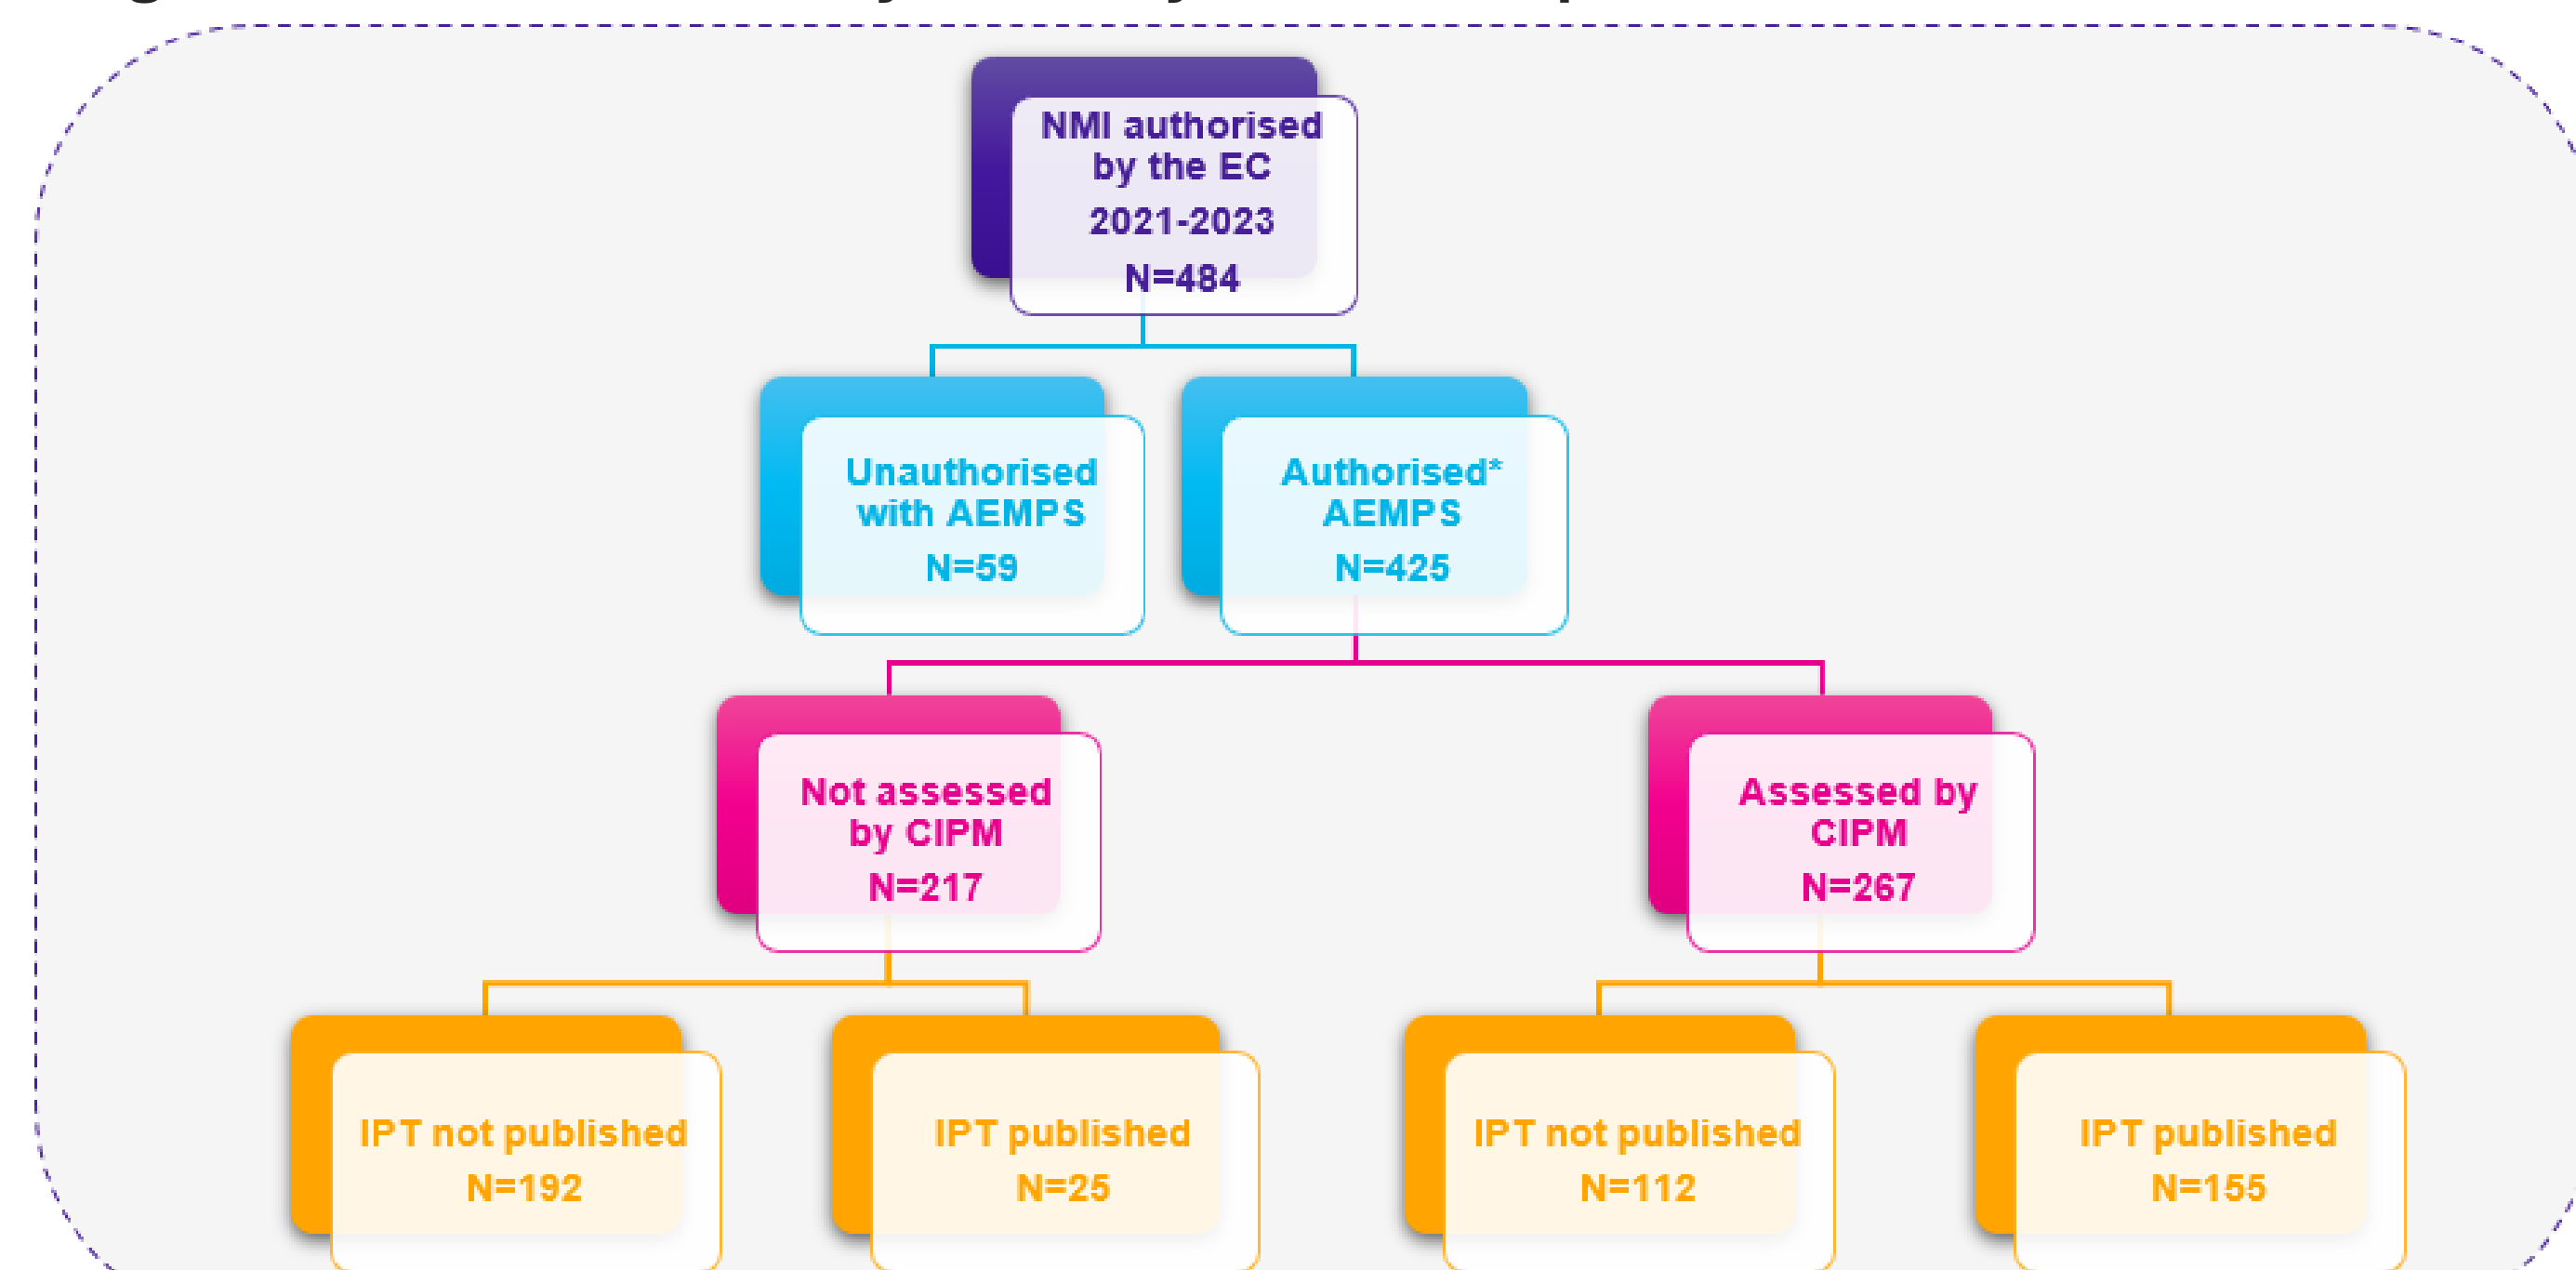 NMI authorised
by the EC
2021-2023
N=484
Unauthorised
with AEMPS
N=59
Authorised*
AEMPS
N=425
Not assessed
by CIPM
N=217
Assessed by
CIPM
N=267
IPT not published
N=192
IPT published
N=25
IPT not published
N=112
IPT published
N=155